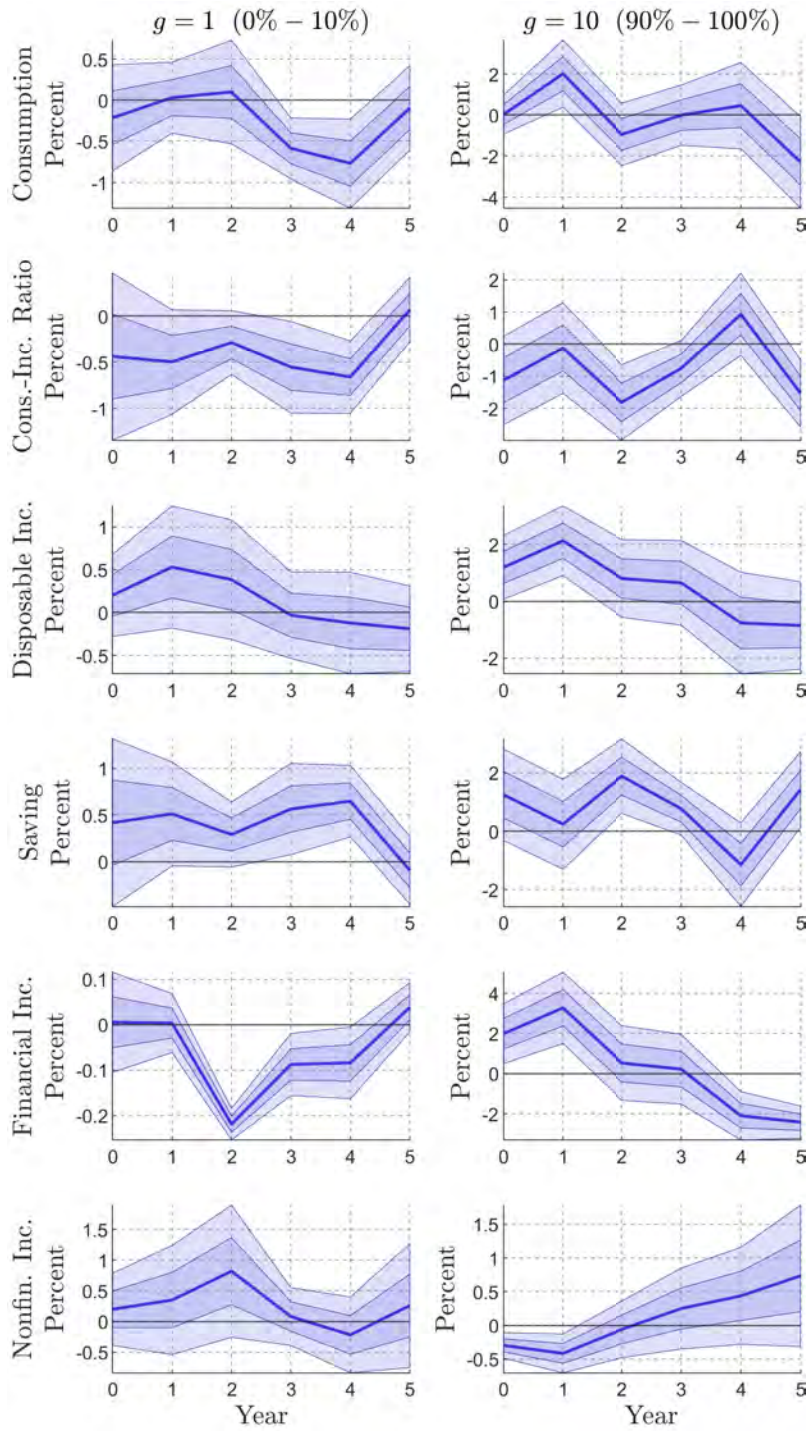 g = 1 (0% − 10%)
g = 10 (90% − 100%)
Consumption
Percent
0.5
0
-0.5
-1
0 1 2 3 4 5
Percent
2
0
-2
-4
0 1 2 3 4 5
Cons.-Inc. Ratio
Percent
0
-0.5
-1
0 1 2 3 4 5
Percent
2
1
0
-1
-2
0 1 2 3 4 5
Disposable Inc.
Percent
1
0.5
0
-0.5
0 1 2 3 4 5
Percent
2
0
-2
0 1 2 3 4 5
Saving
Percent
1
0.5
0
0 1 2 3 4 5
Percent
2
0
-2
0 1 2 3 4 5
Financial Inc.
Percent
0.1
0
-0.1
-0.2
0 1 2 3 4 5
Percent
4
2
0
-2
0 1 2 3 4 5
Nonfin. Inc.
Percent
1.5
1
0.5
0
-0.5
0 1 2 3 4 5
Year
Percent
1.5
1
0.5
0
-0.5
0 1 2 3 4 5
Year